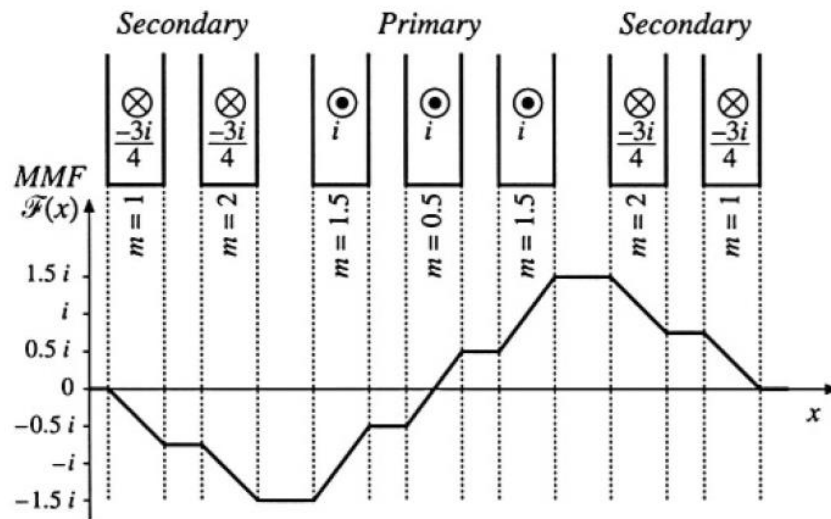 Secondary Primary Secondary
-3i/4 -3i/4 i i i -3i/4 -3i/4
MMF
ℱ(x)
m = 1 m = 2 m = 1.5 m = 0.5 m = 1.5 m = 2 m = 1
1.5 i
i
0.5 i
0
x
-0.5 i
-i
-1.5 i